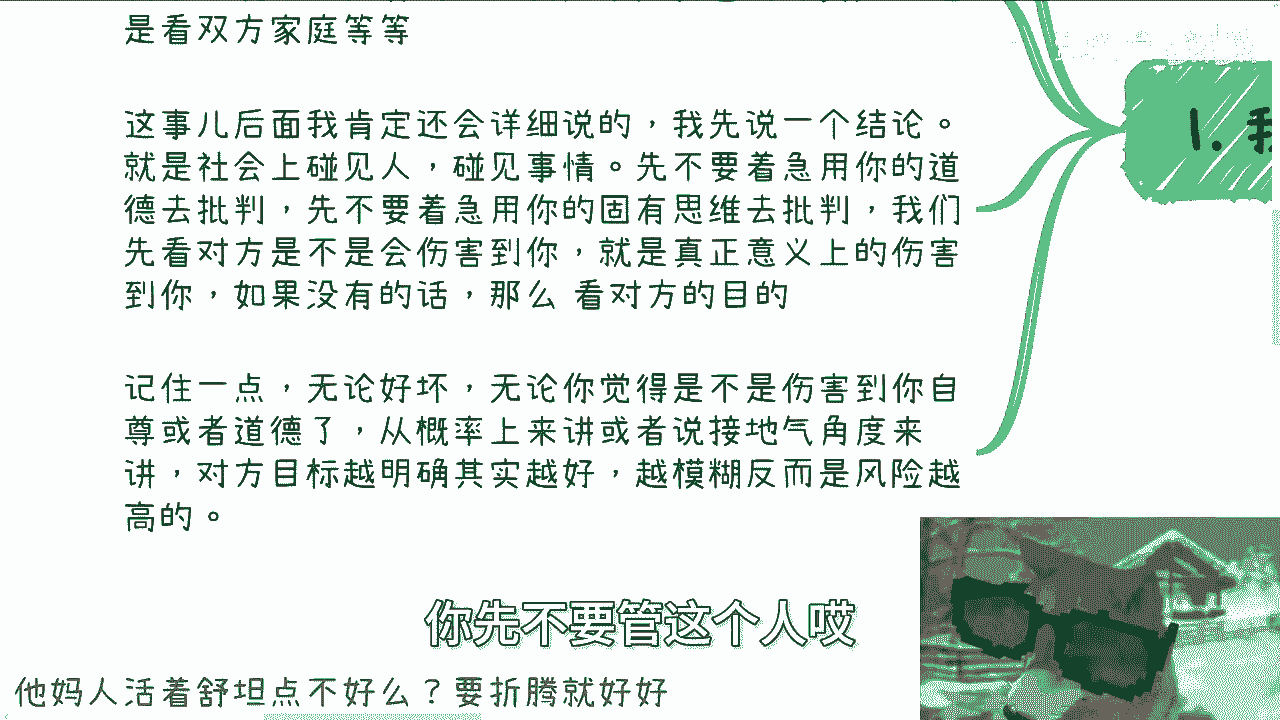 是看双方家庭等等
这事儿后面我肯定还会详细说的，我先说一个结论。
就是社会上碰见人，碰见事情。先不要着急用你的道
德去批判，先不要着急用你的固有思维去批判，我们
先看对方是不是会伤害到你，就是真正意义上的伤害
到你，如果没有的话，那么 看对方的目的
记住一点，无论好坏，无论你觉得是不是伤害到你自
尊或者道德了，从概率上来讲或者说接地气角度来
讲，对方目标越明确其实越好，越模糊反而是风险越
高的。
1. 我
你先不要管这个人哎
他妈人活着舒坦点不好么？要折腾就好好